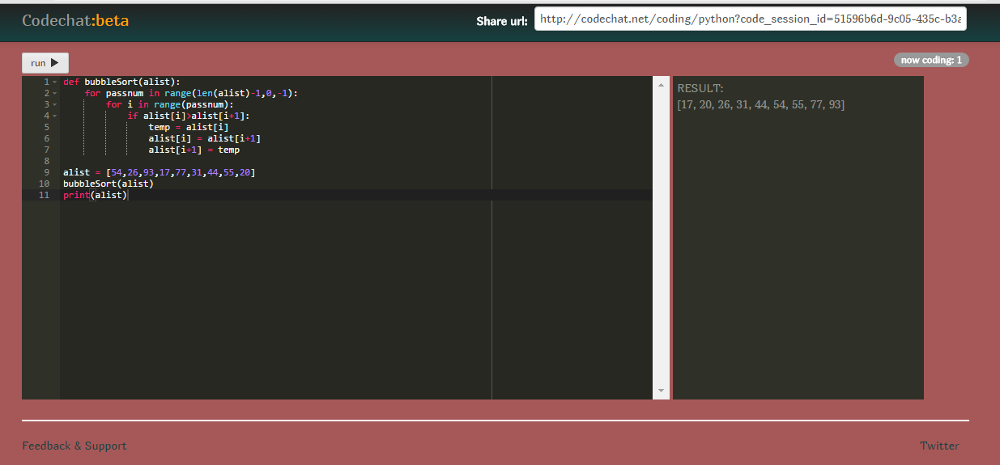 Codechat:beta
Share url: http://codechat.net/coding/python?code_session_id=51596b6d-9c05-435c-b3
run
now coding: 1
1 def bubbleSort(alist):
2     for passnum in range(len(alist)-1,0,-1):
3         for i in range(passnum):
4             if alist[i]>alist[i+1]:
5                 temp = alist[i]
6                 alist[i] = alist[i+1]
7                 alist[i+1] = temp
8
9 alist = [54,26,93,17,77,31,44,55,20]
10 bubbleSort(alist)
11 print(alist)
RESULT:
[17, 20, 26, 31, 44, 54, 55, 77, 93]
Feedback & Support
Twitter